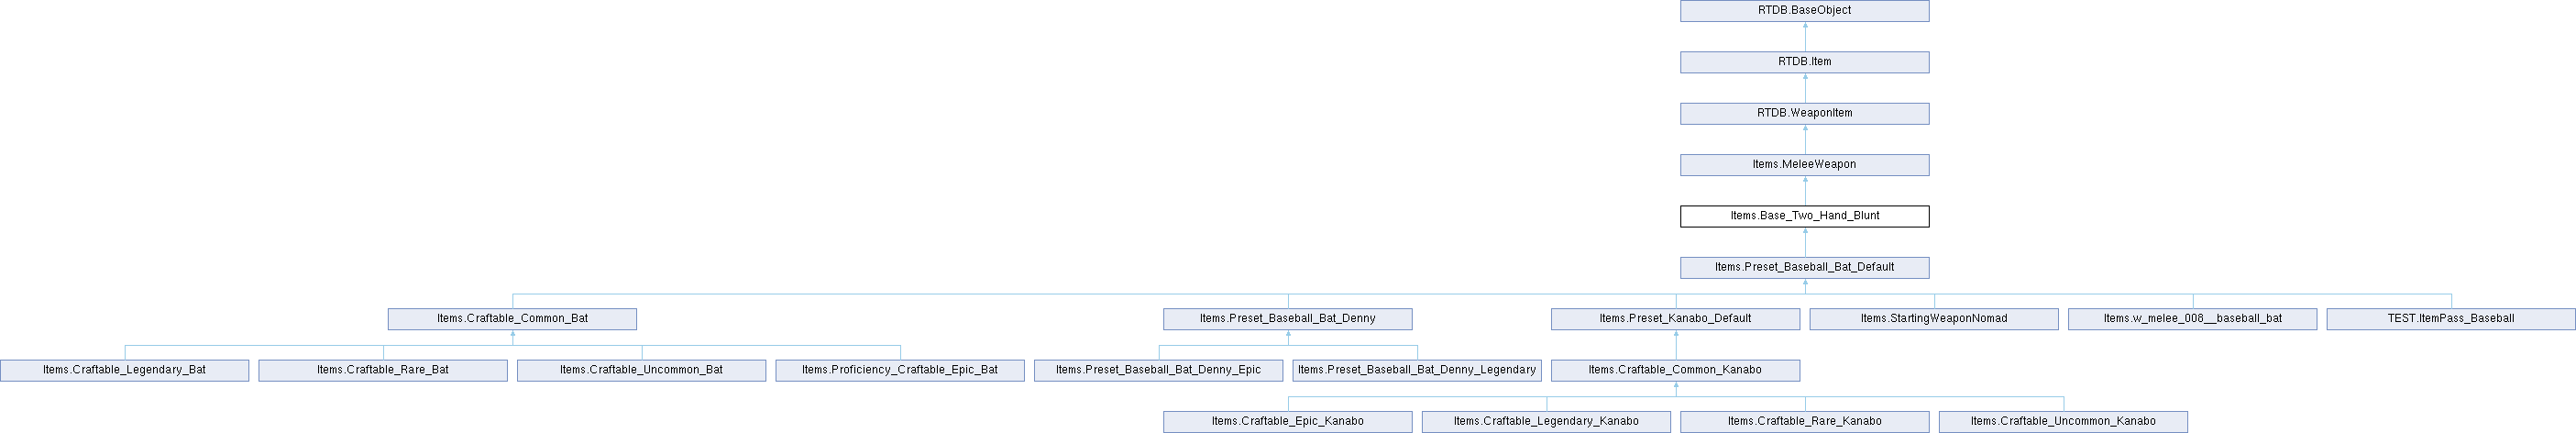 RTDB.BaseObject
RTDB.Item
RTDB.WeaponItem
Items.MeleeWeapon
Items.Base_Two_Hand_Blunt
Items.Preset_Baseball_Bat_Default
Items.Craftable_Common_Bat
Items.Preset_Baseball_Bat_Denny
Items.Preset_Kanabo_Default
Items.StartingWeaponNomad
Items.w_melee_008__baseball_bat
TEST.ItemPass_Baseball
Items.Craftable_Legendary_Bat
Items.Craftable_Rare_Bat
Items.Craftable_Uncommon_Bat
Items.Proficiency_Craftable_Epic_Bat
Items.Preset_Baseball_Bat_Denny_Epic
Items.Preset_Baseball_Bat_Denny_Legendary
Items.Craftable_Common_Kanabo
Items.Craftable_Epic_Kanabo
Items.Craftable_Legendary_Kanabo
Items.Craftable_Rare_Kanabo
Items.Craftable_Uncommon_Kanabo